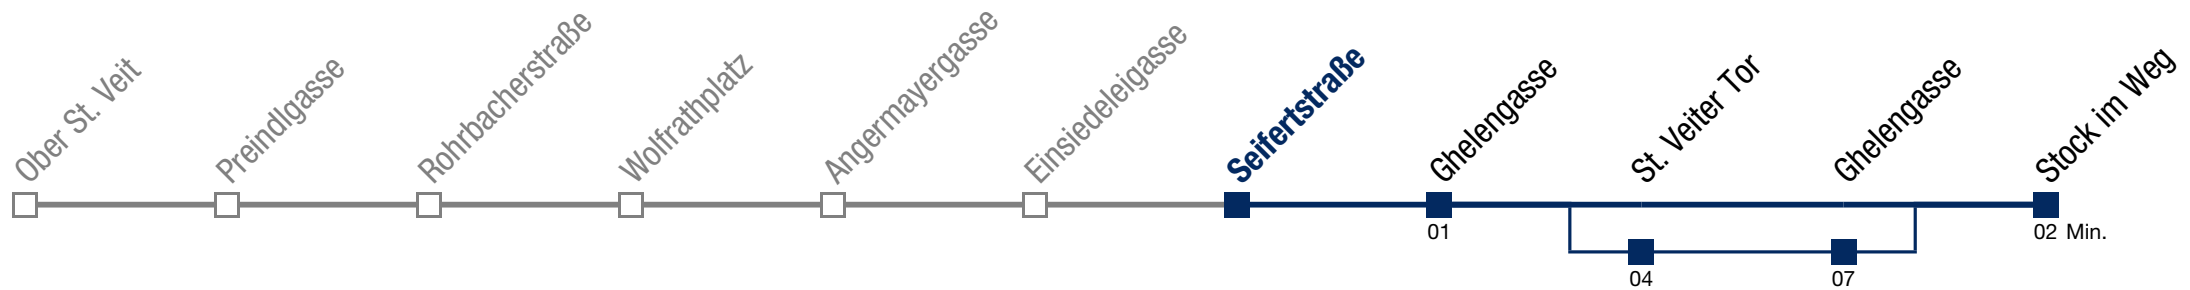 Ober St. Veit
Preindlgasse
Rohrbacherstraße
Wolfrathplatz
Angermayergasse
Einsiedeleigasse
Seifertstraße
Ghelengasse
St. Veiter Tor
Ghelengasse
Stock im Weg
01
02 Min.
04
07